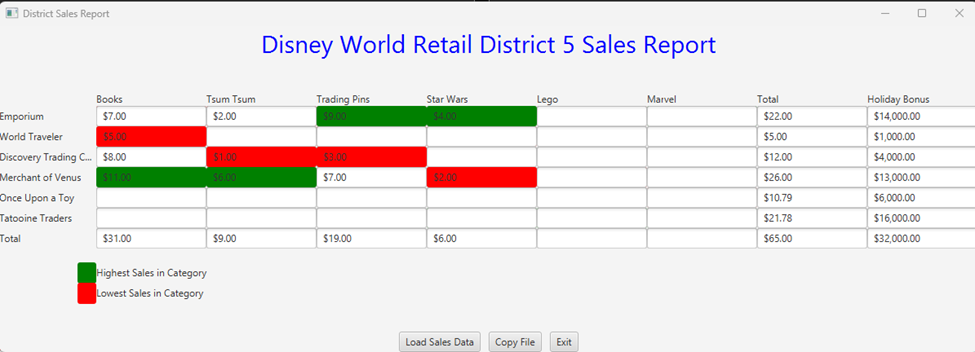 District Sales Report
Disney World Retail District 5 Sales Report
Books Tsum Tsum Trading Pins Star Wars Lego Marvel Total Holiday Bonus
Emporium $7.00 $2.00 $9.00 $4.00 $22.00 $14,000.00
World Traveler $5.00 $5.00 $1,000.00
Discovery Trading C... $8.00 $1.00 $3.00 $12.00 $4,000.00
Merchant of Venus $11.00 $6.00 $7.00 $2.00 $26.00 $13,000.00
Once Upon a Toy $10.79 $6,000.00
Tatooine Traders $21.78 $16,000.00
Total $31.00 $9.00 $19.00 $6.00 $65.00 $32,000.00
Highest Sales in Category
Lowest Sales in Category
Load Sales Data Copy File Exit